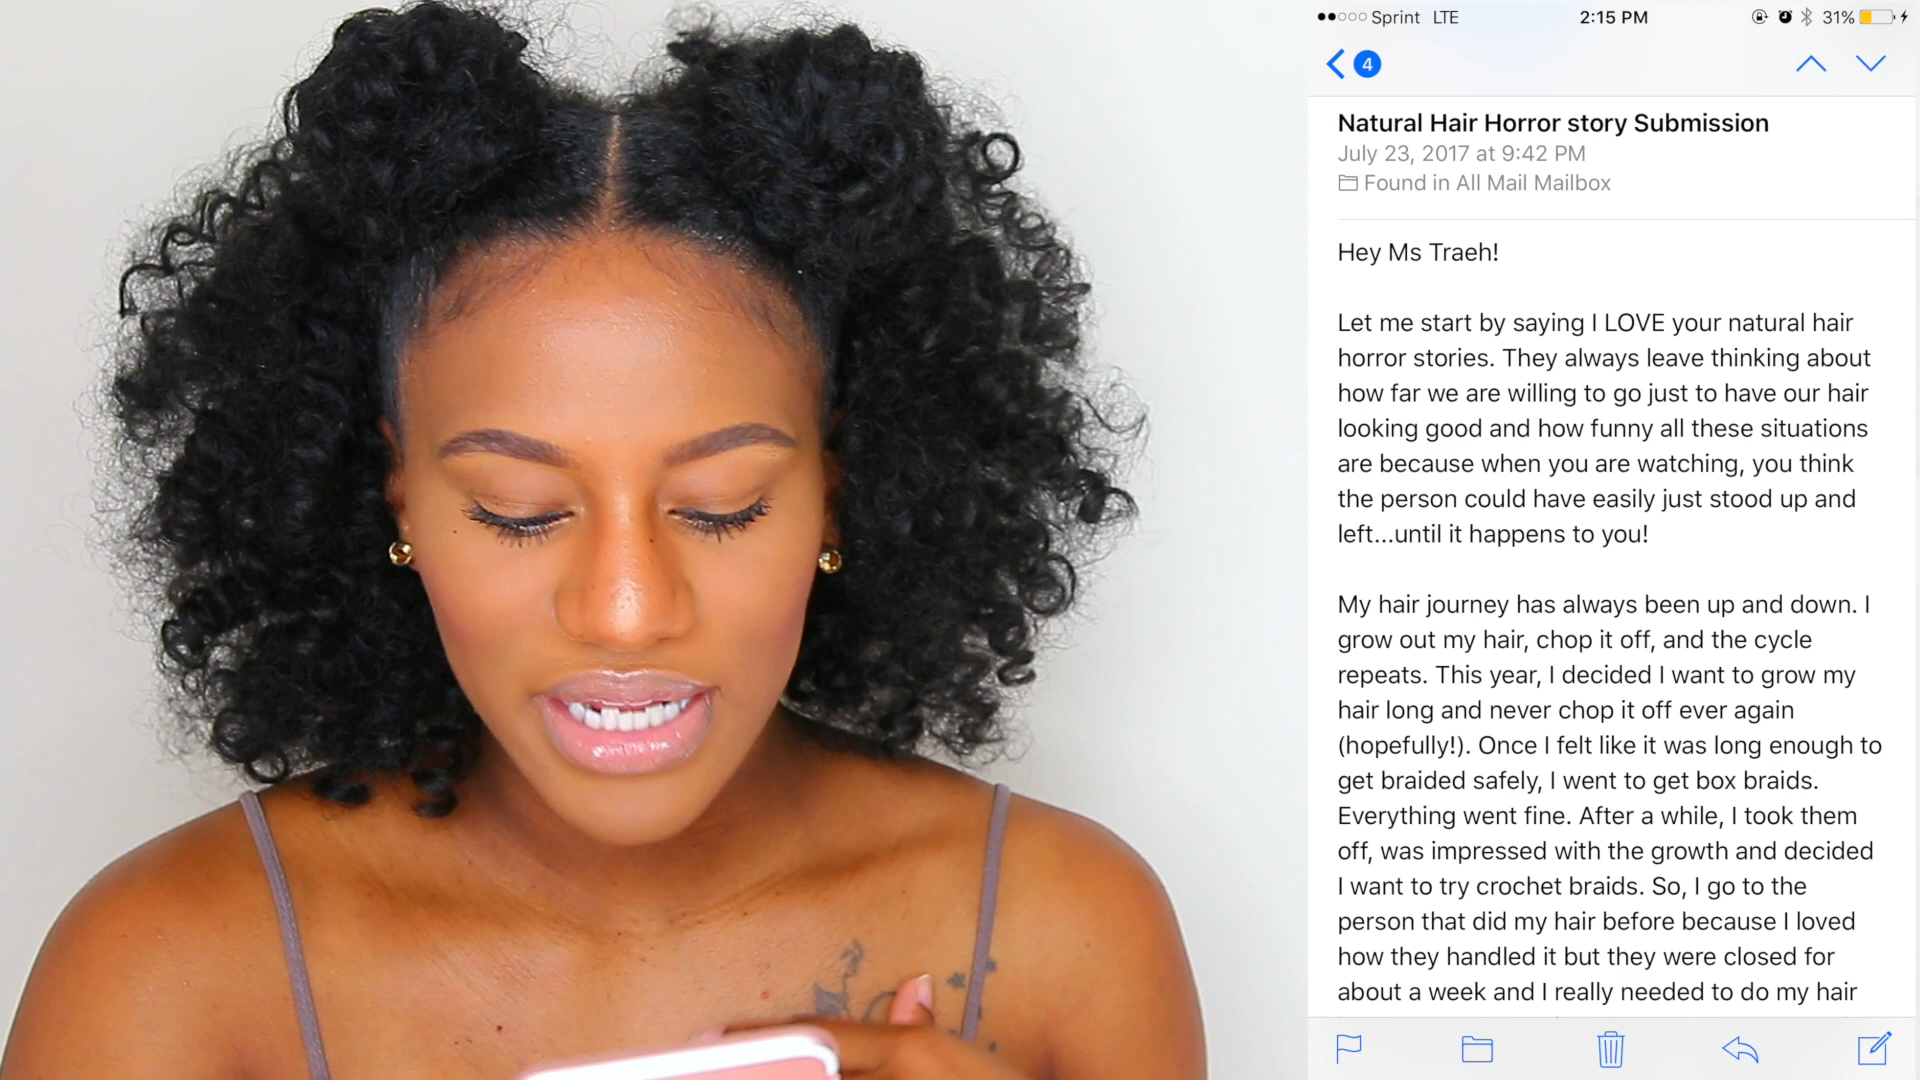 Sprint LTE 2:15 PM 31%
4
Natural Hair Horror story Submission
July 23, 2017 at 9:42 PM
Found in All Mail Mailbox
Hey Ms Traeh!
Let me start by saying I LOVE your natural hair
horror stories. They always leave thinking about
how far we are willing to go just to have our hair
looking good and how funny all these situations
are because when you are watching, you think
the person could have easily just stood up and
left...until it happens to you!
My hair journey has always been up and down. I
grow out my hair, chop it off, and the cycle
repeats. This year, I decided I want to grow my
hair long and never chop it off ever again
(hopefully!). Once I felt like it was long enough to
get braided safely, I went to get box braids.
Everything went fine. After a while, I took them
off, was impressed with the growth and decided
I want to try crochet braids. So, I go to the
person that did my hair before because I loved
how they handled it but they were closed for
about a week and I really needed to do my hair